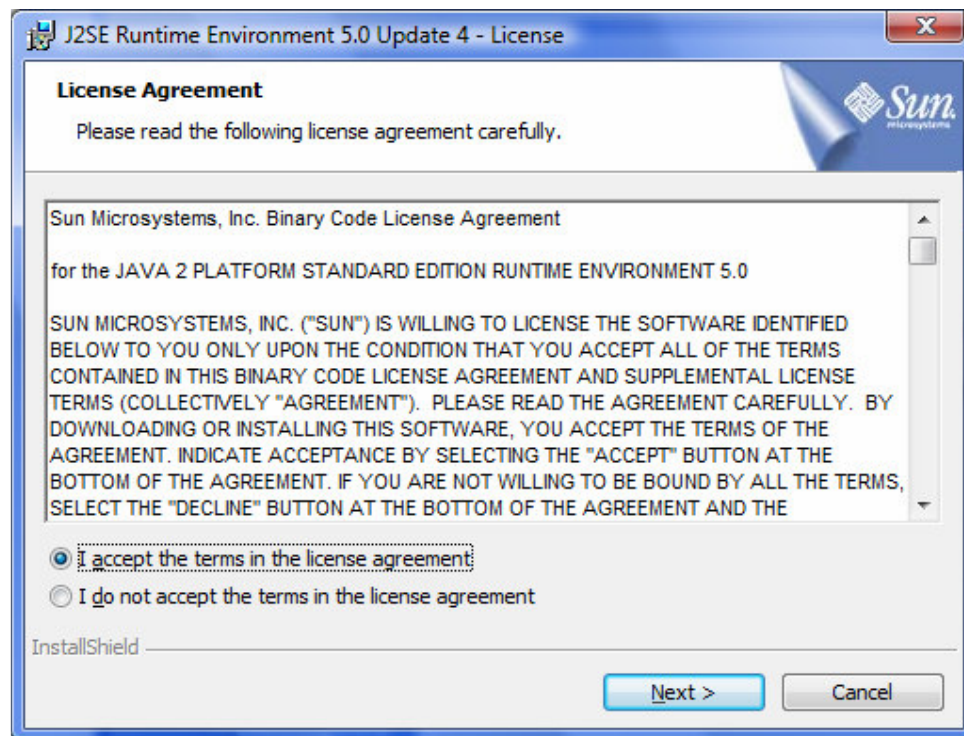 J2SE Runtime Environment 5.0 Update 4 - License
License Agreement
Please read the following license agreement carefully.
Sun
microsystems
Sun Microsystems, Inc. Binary Code License Agreement
for the JAVA 2 PLATFORM STANDARD EDITION RUNTIME ENVIRONMENT 5.0
SUN MICROSYSTEMS, INC. ("SUN") IS WILLING TO LICENSE THE SOFTWARE IDENTIFIED
BELOW TO YOU ONLY UPON THE CONDITION THAT YOU ACCEPT ALL OF THE TERMS
CONTAINED IN THIS BINARY CODE LICENSE AGREEMENT AND SUPPLEMENTAL LICENSE
TERMS (COLLECTIVELY "AGREEMENT").  PLEASE READ THE AGREEMENT CAREFULLY.  BY
DOWNLOADING OR INSTALLING THIS SOFTWARE, YOU ACCEPT THE TERMS OF THE
AGREEMENT. INDICATE ACCEPTANCE BY SELECTING THE "ACCEPT" BUTTON AT THE
BOTTOM OF THE AGREEMENT. IF YOU ARE NOT WILLING TO BE BOUND BY ALL THE TERMS,
SELECT THE "DECLINE" BUTTON AT THE BOTTOM OF THE AGREEMENT AND THE
I accept the terms in the license agreement
I do not accept the terms in the license agreement
InstallShield
Next >
Cancel